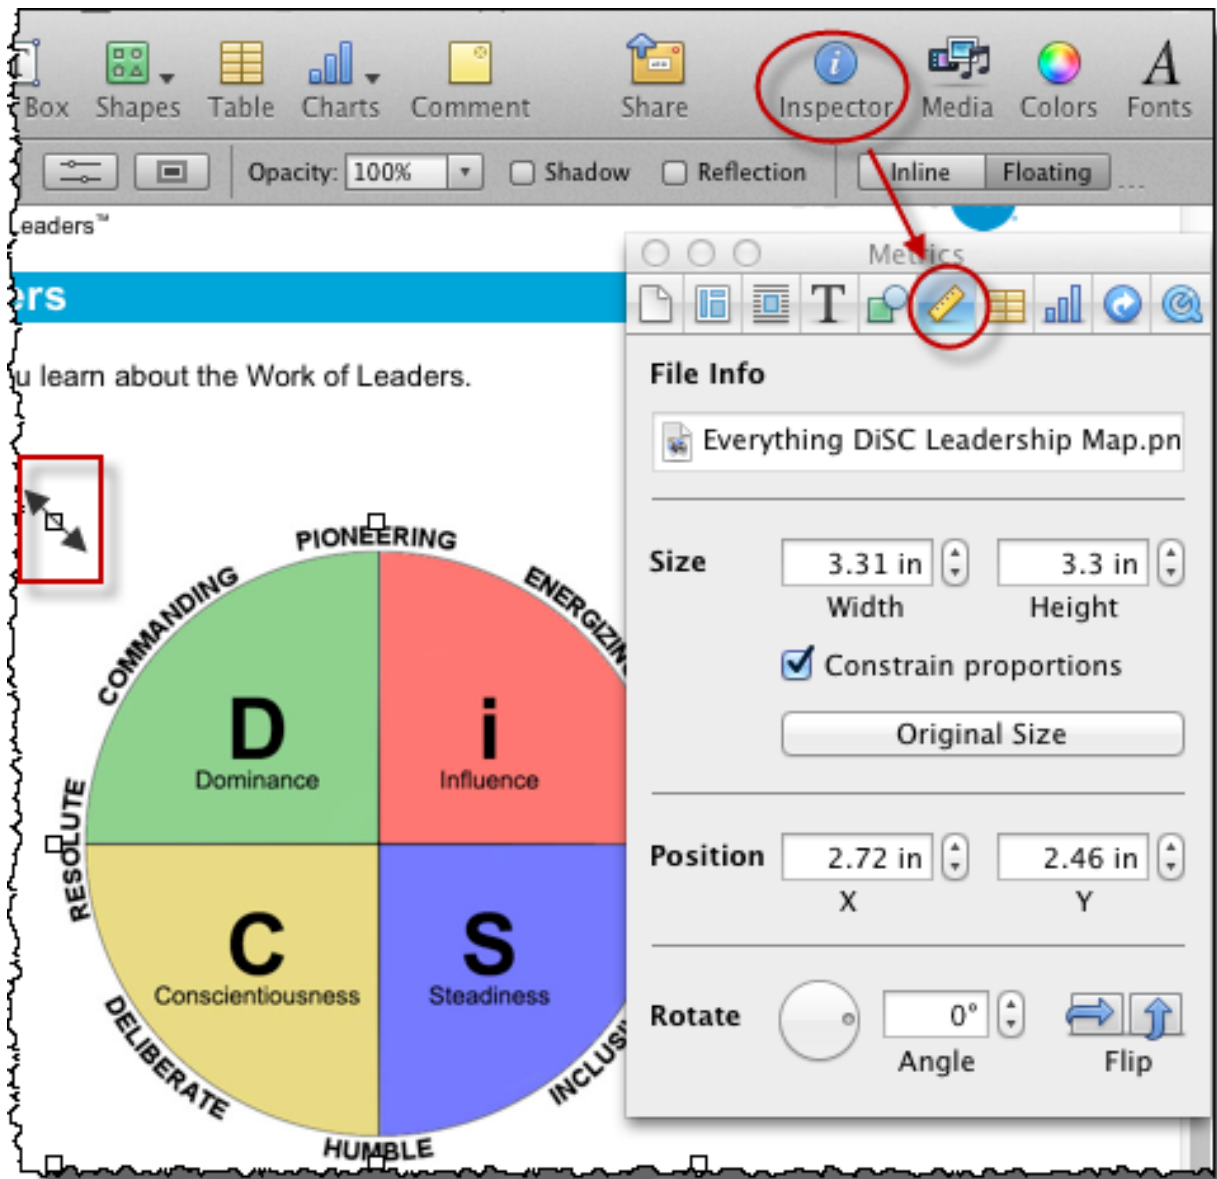 Box Shapes Table Charts Comment Share Inspector Media Colors Fonts
Opacity: 100% Shadow Reflection Inline Floating ...
eaders™
Metrics
ers
T
File Info
u learn about the Work of Leaders.
Everything DiSC Leadership Map.pn
PIONEERING
ENERGIZIN
COMMANDING
Size 3.31 in 3.3 in
Width Height
Constrain proportions
Original Size
D i
Dominance Influence
RESOLUTE
Position 2.72 in 2.46 in
X Y
C S
Conscientiousness Steadiness
Rotate 0°
Angle Flip
DELIBERATE
INCLUSI
HUMBLE